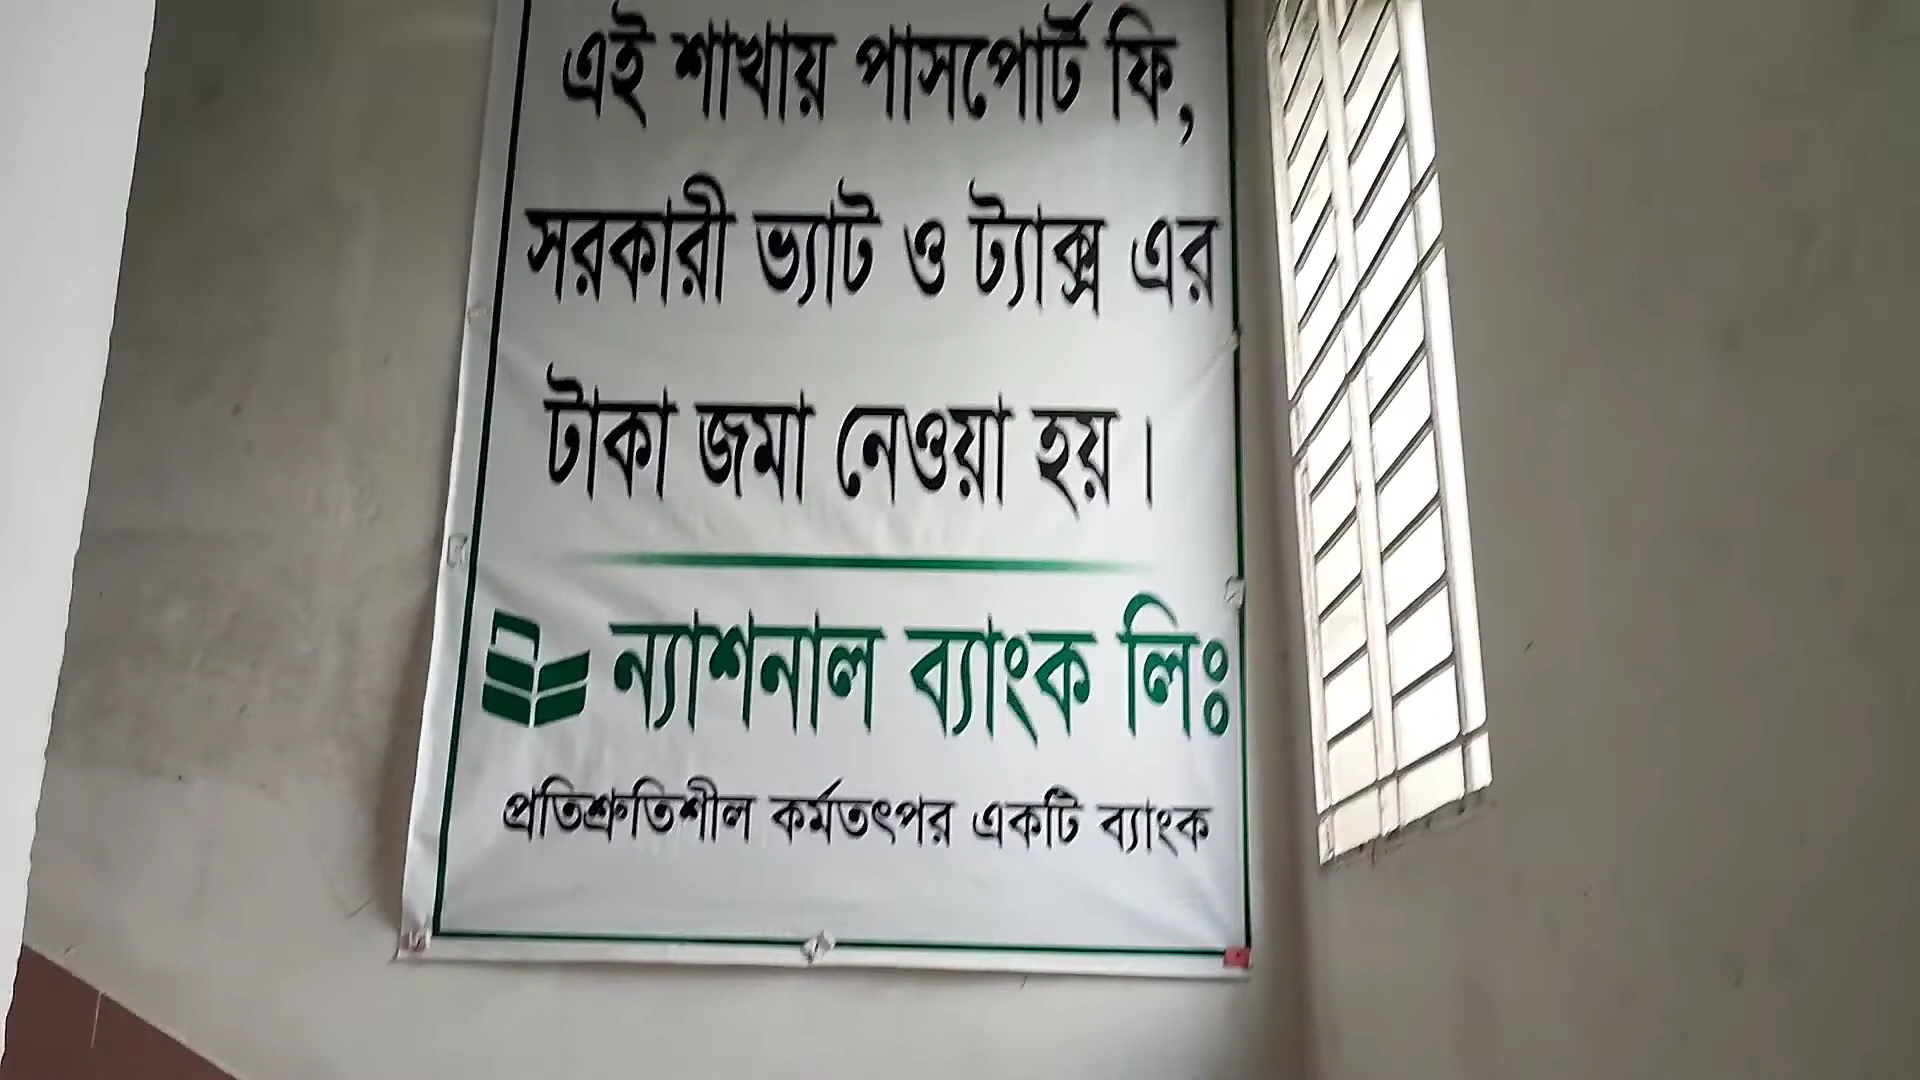 এই শাখায় পাসপোর্ট ফি,
সরকারী ভ্যাট ও ট্যাক্স এর
টাকা জমা নেওয়া হয়।
ন্যাশনাল ব্যাংক লিঃ
প্রতিশ্রুতিশীল কর্মতৎপর একটি ব্যাংক